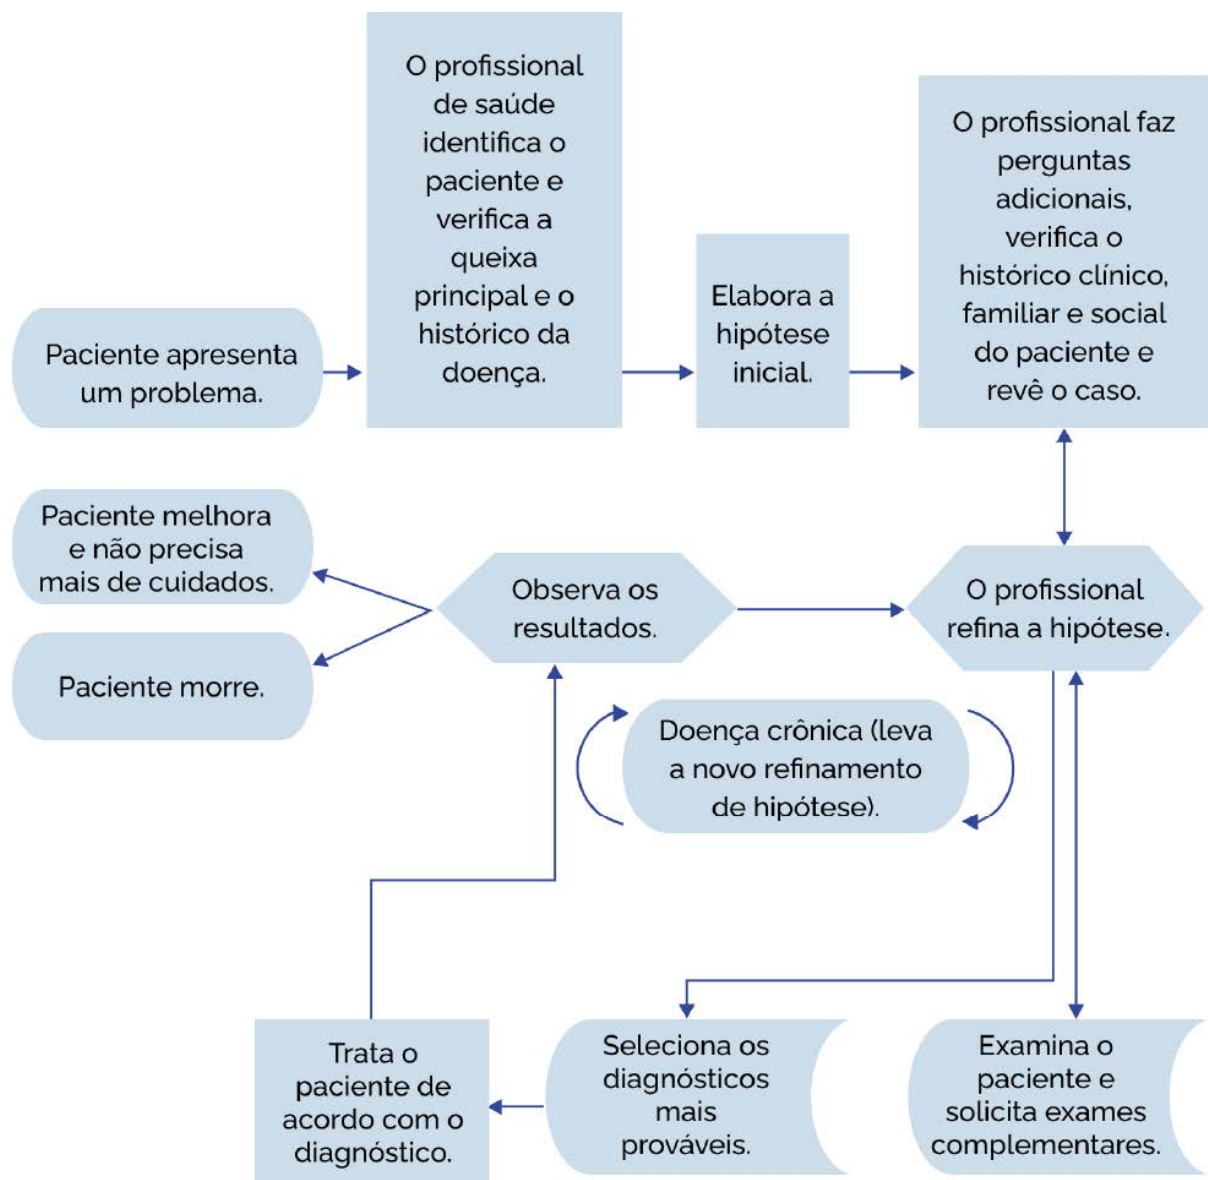 O profissional
de saúde
identifica o
paciente e
verifica a
queixa
principal e o
histórico da
doença.
O profissional faz
perguntas
adicionais,
verifica o
histórico clínico,
familiar e social
do paciente e
revê o caso.
Elabora a
hipótese
inicial.
Paciente apresenta
um problema.
Paciente melhora
e não precisa
mais de cuidados.
Observa os
resultados.
O profissional
refina a hipótese.
Paciente morre.
Doença crônica (leva
a novo refinamento
de hipótese).
Trata o
paciente de
acordo com o
diagnóstico.
Seleciona os
diagnósticos
mais
prováveis.
Examina o
paciente e
solicita exames
complementares.